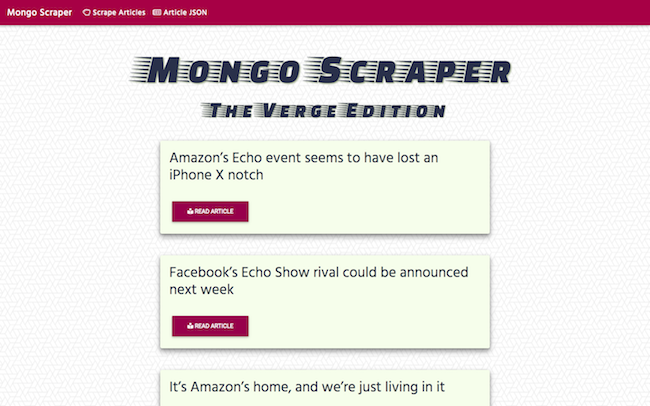 Mongo Scraper Scrape Articles Article JSON
Mongo Scraper
The Verge Edition
Amazon’s Echo event seems to have lost an
iPhone X notch
READ ARTICLE
Facebook’s Echo Show rival could be announced
next week
READ ARTICLE
It’s Amazon’s home, and we’re just living in it